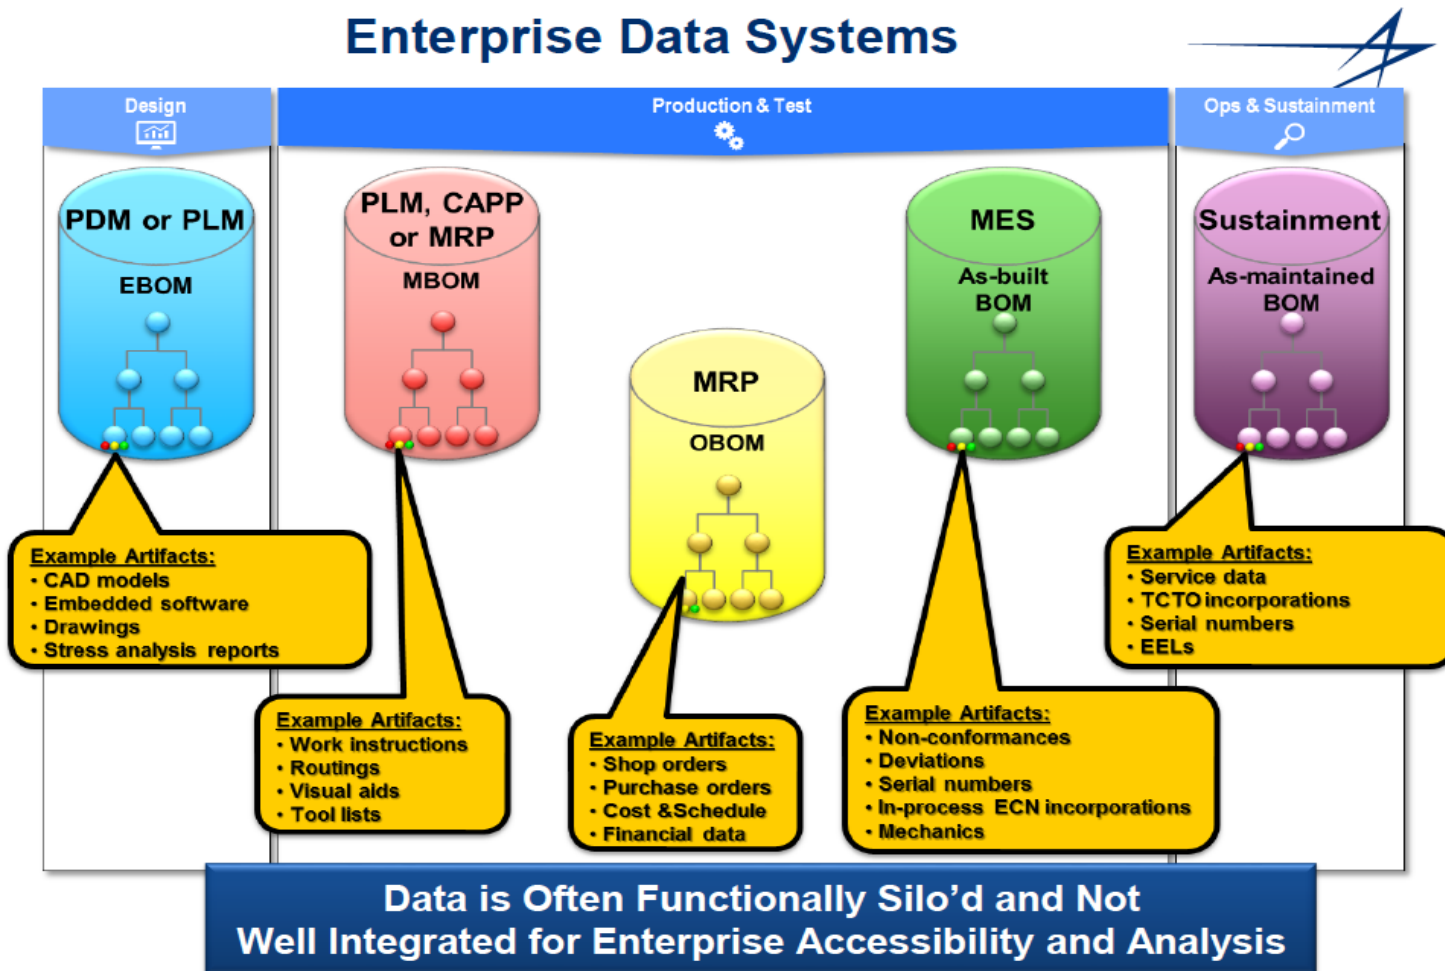 Enterprise Data Systems
Design
Production & Test
Ops & Sustainment
PDM or PLM
EBOM
PLM, CAPP
or MRP
MBOM
MRP
OBOM
MES
As-built
BOM
Sustainment
As-maintained
BOM
Example Artifacts:
• CAD models
• Embedded software
• Drawings
• Stress analysis reports
Example Artifacts:
• Work instructions
• Routings
• Visual aids
• Tool lists
Example Artifacts:
• Shop orders
• Purchase orders
• Cost &Schedule
• Financial data
Example Artifacts:
• Non-conformances
• Deviations
• Serial numbers
• In-process ECN incorporations
• Mechanics
Example Artifacts:
• Service data
• TCTO incorporations
• Serial numbers
• EELs
Data is Often Functionally Silo'd and Not
Well Integrated for Enterprise Accessibility and Analysis